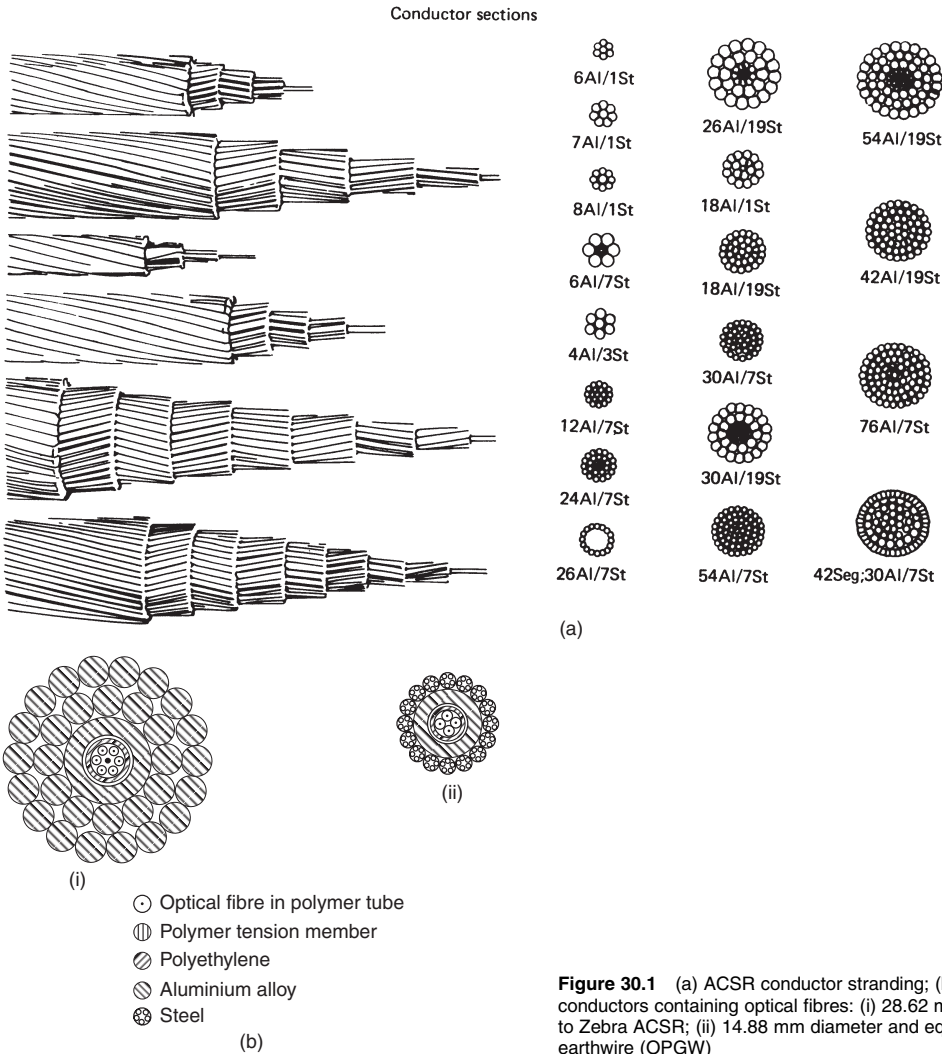 Conductor sections
6Al/1St
7Al/1St
8Al/1St
6Al/7St
4Al/3St
12Al/7St
24Al/7St
26Al/7St
26Al/19St
18Al/1St
18Al/19St
30Al/7St
30Al/19St
54Al/7St
54Al/19St
42Al/19St
76Al/7St
42Seg;30Al/7St
(a)
(i)
(ii)
Optical fibre in polymer tube
Polymer tension member
Polyethylene
Aluminium alloy
Steel
(b)
Figure 30.1 (a) ACSR conductor stranding;
conductors containing optical fibres: (i) 28.62
to Zebra ACSR; (ii) 14.88 mm diameter and
earthwire (OPGW)